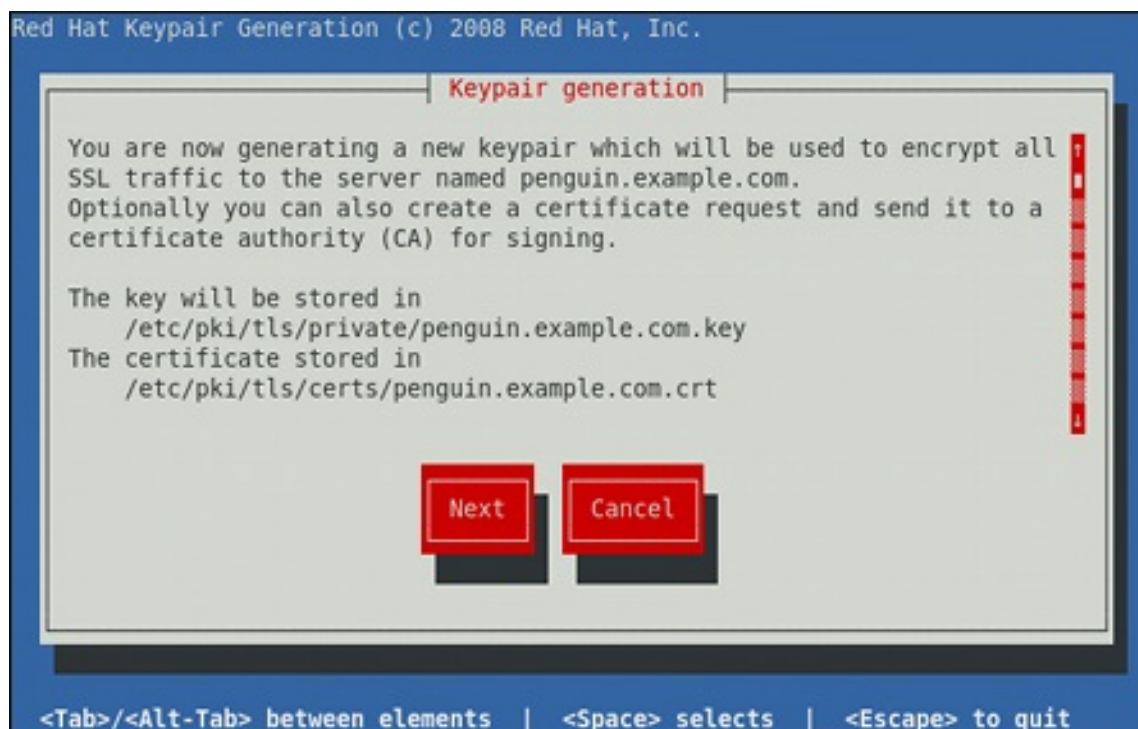 Red Hat Keypair Generation (c) 2008 Red Hat, Inc.
Keypair generation
You are now generating a new keypair which will be used to encrypt all
SSL traffic to the server named penguin.example.com.
Optionally you can also create a certificate request and send it to a
certificate authority (CA) for signing.
The key will be stored in
/etc/pki/tls/private/penguin.example.com.key
The certificate stored in
/etc/pki/tls/certs/penguin.example.com.crt
Next Cancel
<Tab>/<Alt-Tab> between elements | <Space> selects | <Escape> to quit